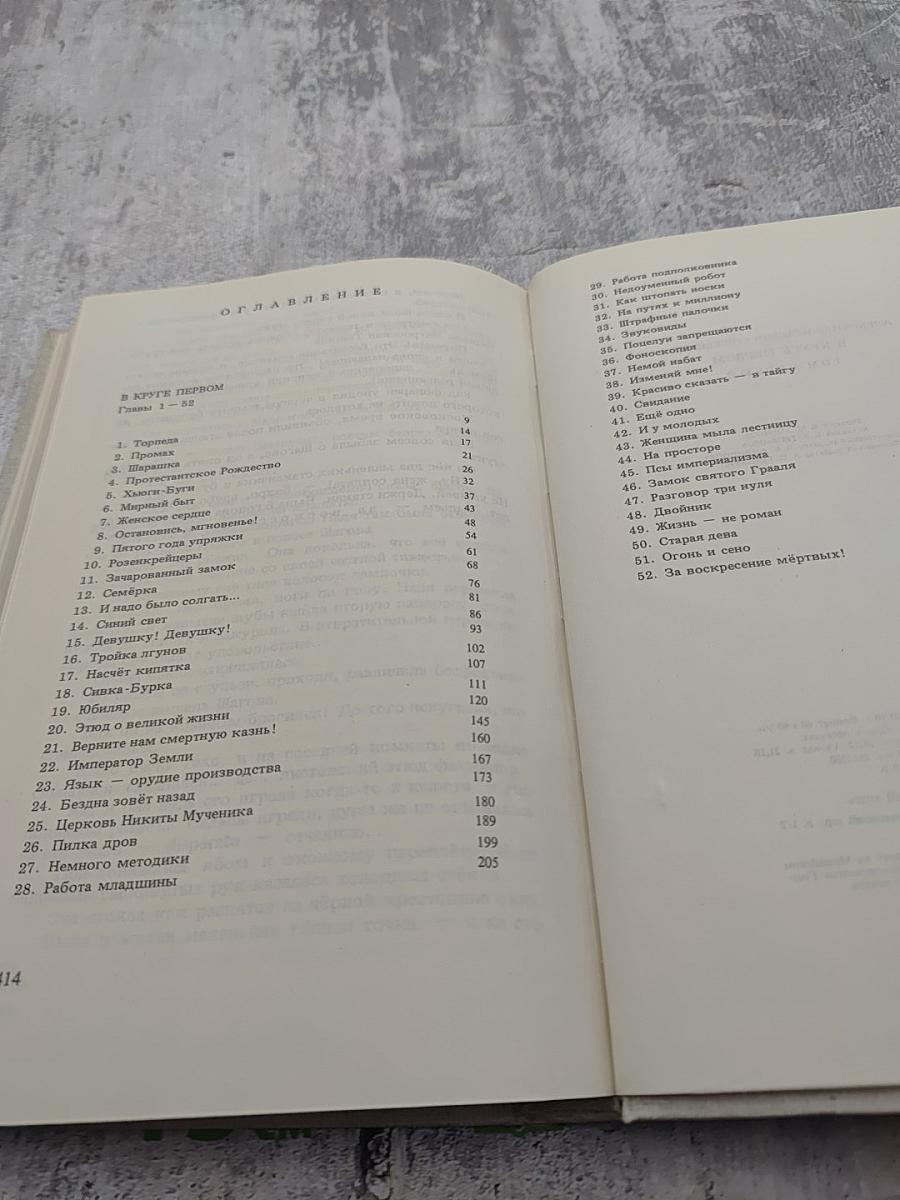 ОГЛАВЛЕНИЕ
В КРУГЕ ПЕРВОМ
Главы 1 — 52
1. Торпеда 9
2. Промах 14
3. Шарашка 17
4. Протестантское Рождество 21
5. Хьюги-Буги 26
6. Мирный быт 32
7. Женское сердце 37
8. Остановись, мгновенье! 43
9. Пятого года упряжки 48
10. Розенкрейцеры 54
11. Зачарованный замок 61
12. Семёрка 68
13. И надо было солгать... 76
14. Синий свет 81
15. Девушку! Девушку! 86
16. Тройка лгунов 93
17. Насчёт кипятка 102
18. Сивка-Бурка 107
19. Юбиляр 111
20. Этюд о великой жизни 120
21. Верните нам смертную казнь! 145
22. Император Земли 160
23. Язык — орудие производства 167
24. Бездна зовёт назад 173
25. Церковь Никиты Мученика 180
26. Пилка дров 189
27. Немного методики 199
28. Работа младшины 205
414
29. Работа подполковника
30. Недоуменный робот
31. Как штопать носки
32. На путях к миллиону
33. Штрафные палочки
34. Звуковиды
35. Поцелуи запрещаются
36. Фоноскопия
37. Немой набат
38. Изменяй мне!
39. Красиво сказать — в тайгу
40. Свидание
41. Ещё одно
42. И у молодых
43. Женщина мыла лестницу
44. На просторе
45. Псы империализма
46. Замок святого Грааля
47. Разговор три нуля
48. Двойник
49. Жизнь — не роман
50. Старая дева
51. Огонь и сено
52. За воскресение мёртвых!